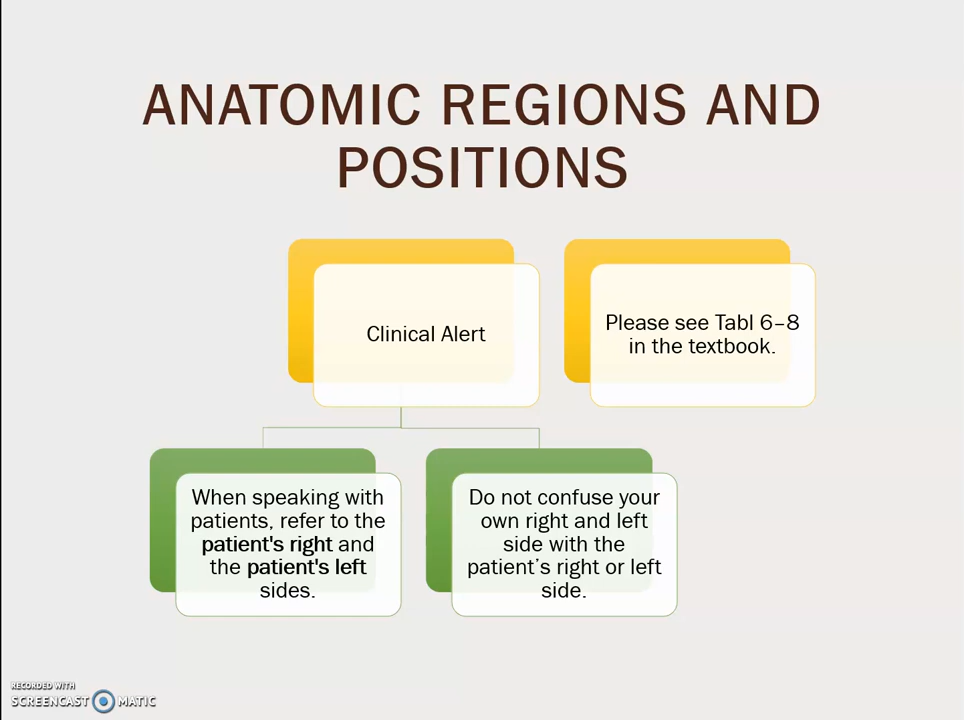 ANATOMIC REGIONS AND
POSITIONS
Clinical Alert
Please see Tabl 6–8
in the textbook.
When speaking with
patients, refer to the
patient's right and
the patient's left
sides.
Do not confuse your
own right and left
side with the
patient’s right or left
side.
RECORDED WITH
SCREENCAST MATIC